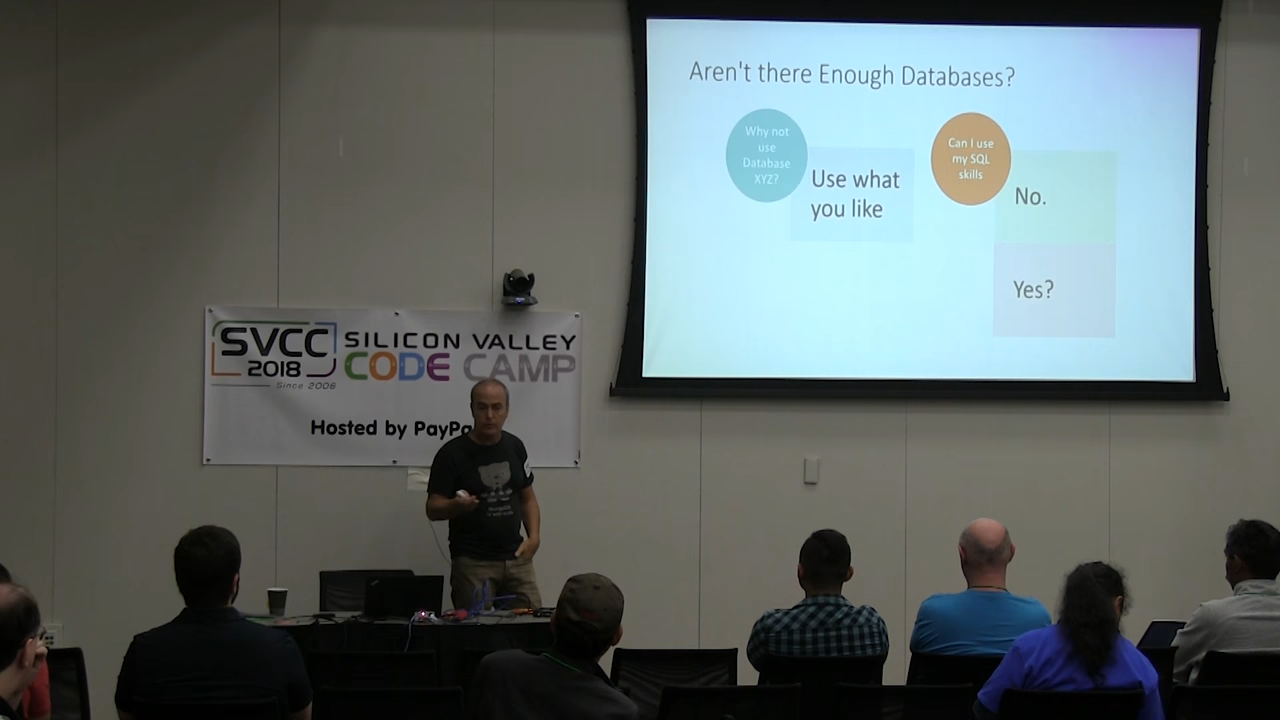 Aren't there Enough Databases?
Why not
use
Database
XYZ?
Use what
you like
Can I use
my SQL
skills
No.
Yes?
SVCC
2018
Since 2006
SILICON VALLEY
CODE CAMP
Hosted by PayPa